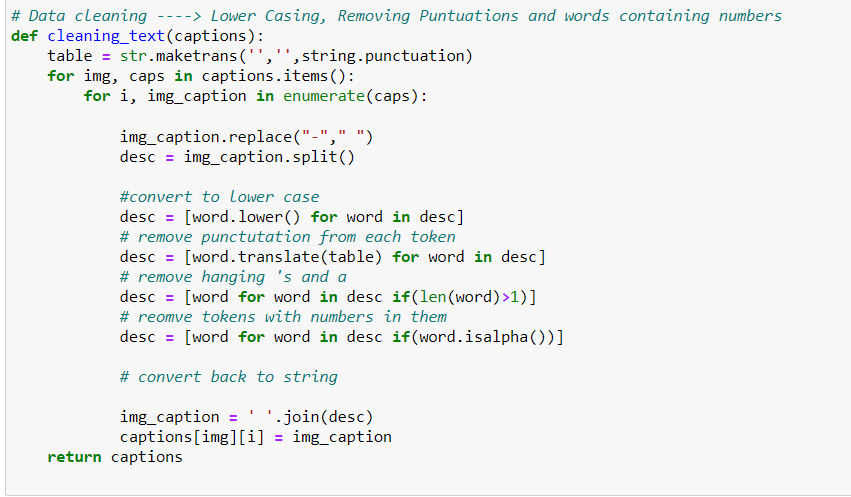 # Data cleaning ----> Lower Casing, Removing Puntuations and words containing numbers
def cleaning_text(captions):
    table = str.maketrans('','',string.punctuation)
    for img, caps in captions.items():
        for i, img_caption in enumerate(caps):

            img_caption.replace("-"," ")
            desc = img_caption.split()

            #convert to lower case
            desc = [word.lower() for word in desc]
            # remove punctutation from each token
            desc = [word.translate(table) for word in desc]
            # remove hanging 's and a
            desc = [word for word in desc if(len(word)>1)]
            # reomve tokens with numbers in them
            desc = [word for word in desc if(word.isalpha())]

            # convert back to string

            img_caption = ' '.join(desc)
            captions[img][i] = img_caption
    return captions